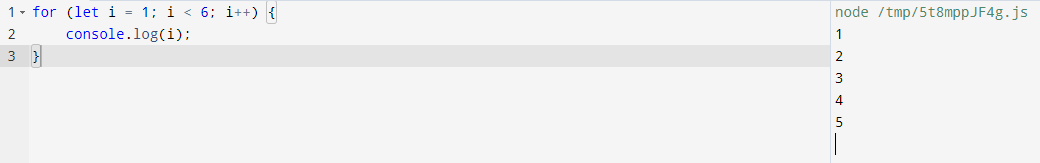 1 for (let i = 1; i < 6; i++) {
2     console.log(i);
3 }
node /tmp/5t8mppJF4g.js
1
2
3
4
5